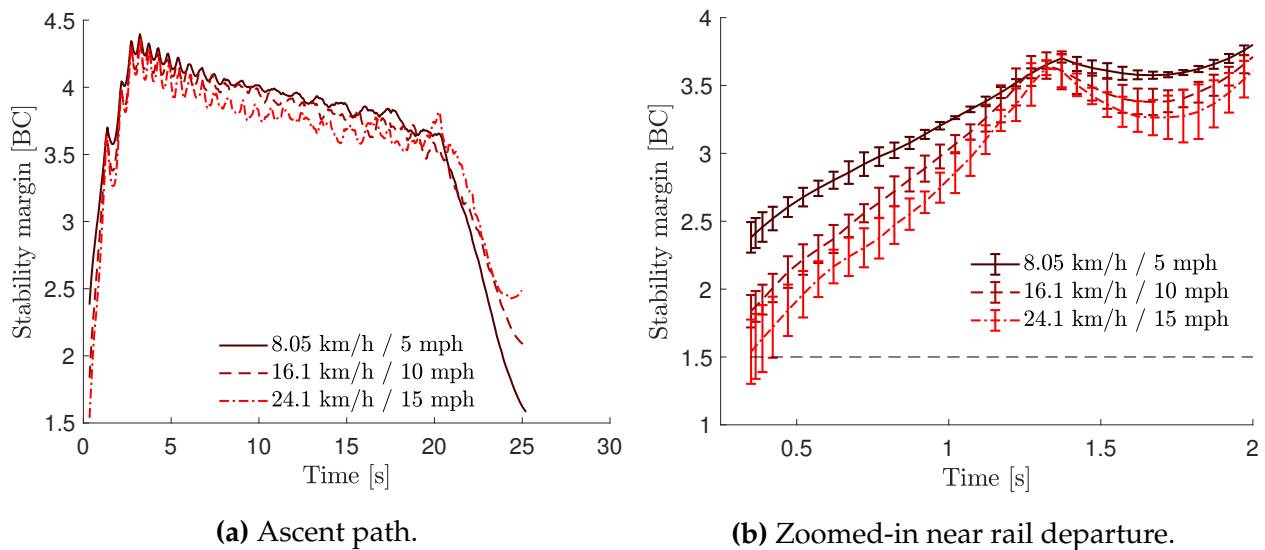 4.5
4
3.5
3
2.5
2
1.5
Stability margin [BC]
8.05 km/h / 5 mph
16.1 km/h / 10 mph
24.1 km/h / 15 mph
0 5 10 15 20 25 30
Time [s]
(a) Ascent path.
4
3.5
3
2.5
2
1.5
1
Stability margin [BC]
8.05 km/h / 5 mph
16.1 km/h / 10 mph
24.1 km/h / 15 mph
0.5 1 1.5 2
Time [s]
(b) Zoomed-in near rail departure.